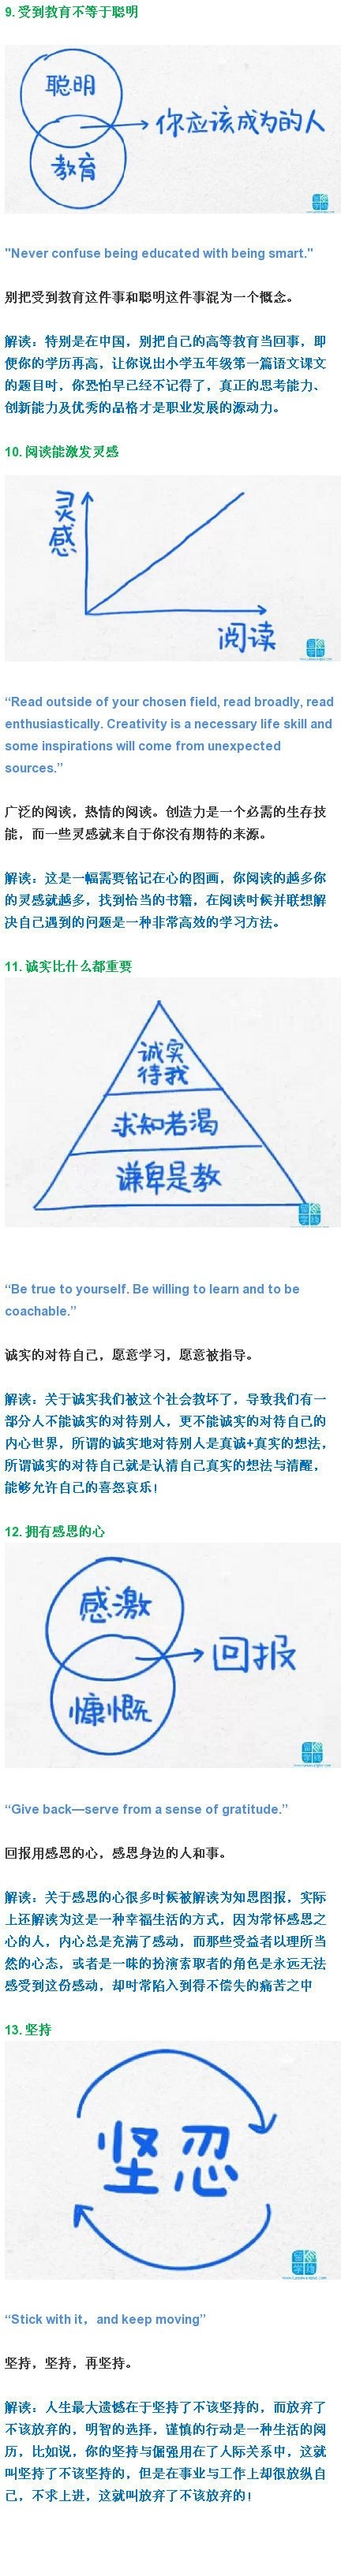 9. 受到教育不等于聪明
聪明
你应该成为的人
教育
"Never confuse being educated with being smart."
别把受到教育这件事和聪明这件事混为一个概念。
解读：特别是在中国，别把自己的高等教育当回事，即
使你的学历再高，让你说出小学五年级第一篇语文课文
的题目时，你恐怕早已经不记得了，真正的思考能力、
创新能力及优秀的品格才是职业发展的源动力。
10. 阅读能激发灵感
灵感
阅读
“Read outside of your chosen field, read broadly, read
enthusiastically. Creativity is a necessary life skill and
some inspirations will come from unexpected
sources.”
广泛的阅读，热情的阅读。创造力是一个必需的生存技
能，而一些灵感就来自于你没有期待的来源。
解读：这是一幅需要铭记在心的图画，你阅读的越多你
的灵感就越多，找到恰当的书籍，在阅读时候并联想解
决自己遇到的问题是一种非常高效的学习方法。
11. 诚实比什么都重要
诚实
待我
求知若渴
谦卑是教
“Be true to yourself. Be willing to learn and to be
coachable.”
诚实的对待自己，愿意学习，愿意被指导。
解读：关于诚实我们被这个社会教坏了，导致我们有一
部分人不能诚实的对待别人，更不能诚实的对待自己的
内心世界，所谓的诚实地对待别人是真诚+真实的想法，
所谓诚实的对待自己就是认清自己真实的想法与清醒，
能够允许自己的喜怒哀乐！
12. 拥有感恩的心
感激
回报
慷慨
“Give back—serve from a sense of gratitude.”
回报用感恩的心，感恩身边的人和事。
解读：关于感恩的心很多时候被解读为知恩图报，实际
上还解读为这是一种幸福生活的方式，因为常怀感恩之
心的人，内心总是充满了感动，而那些受益者以理所当
然的心态，或者是一味的扮演索取者的角色是永远无法
感受到这份感动，却时常陷入到得不偿失的痛苦之中
13. 坚持
坚忍
“Stick with it，and keep moving”
坚持，坚持，再坚持。
解读：人生最大遗憾在于坚持了不该坚持的，而放弃了
不该放弃的，明智的选择，谨慎的行动是一种生活的阅
历，比如说，你的坚持与倔强用在了人际关系中，这就
叫坚持了不该坚持的，但是在事业与工作上却很放纵自
己，不求上进，这就叫放弃了不该放弃的！